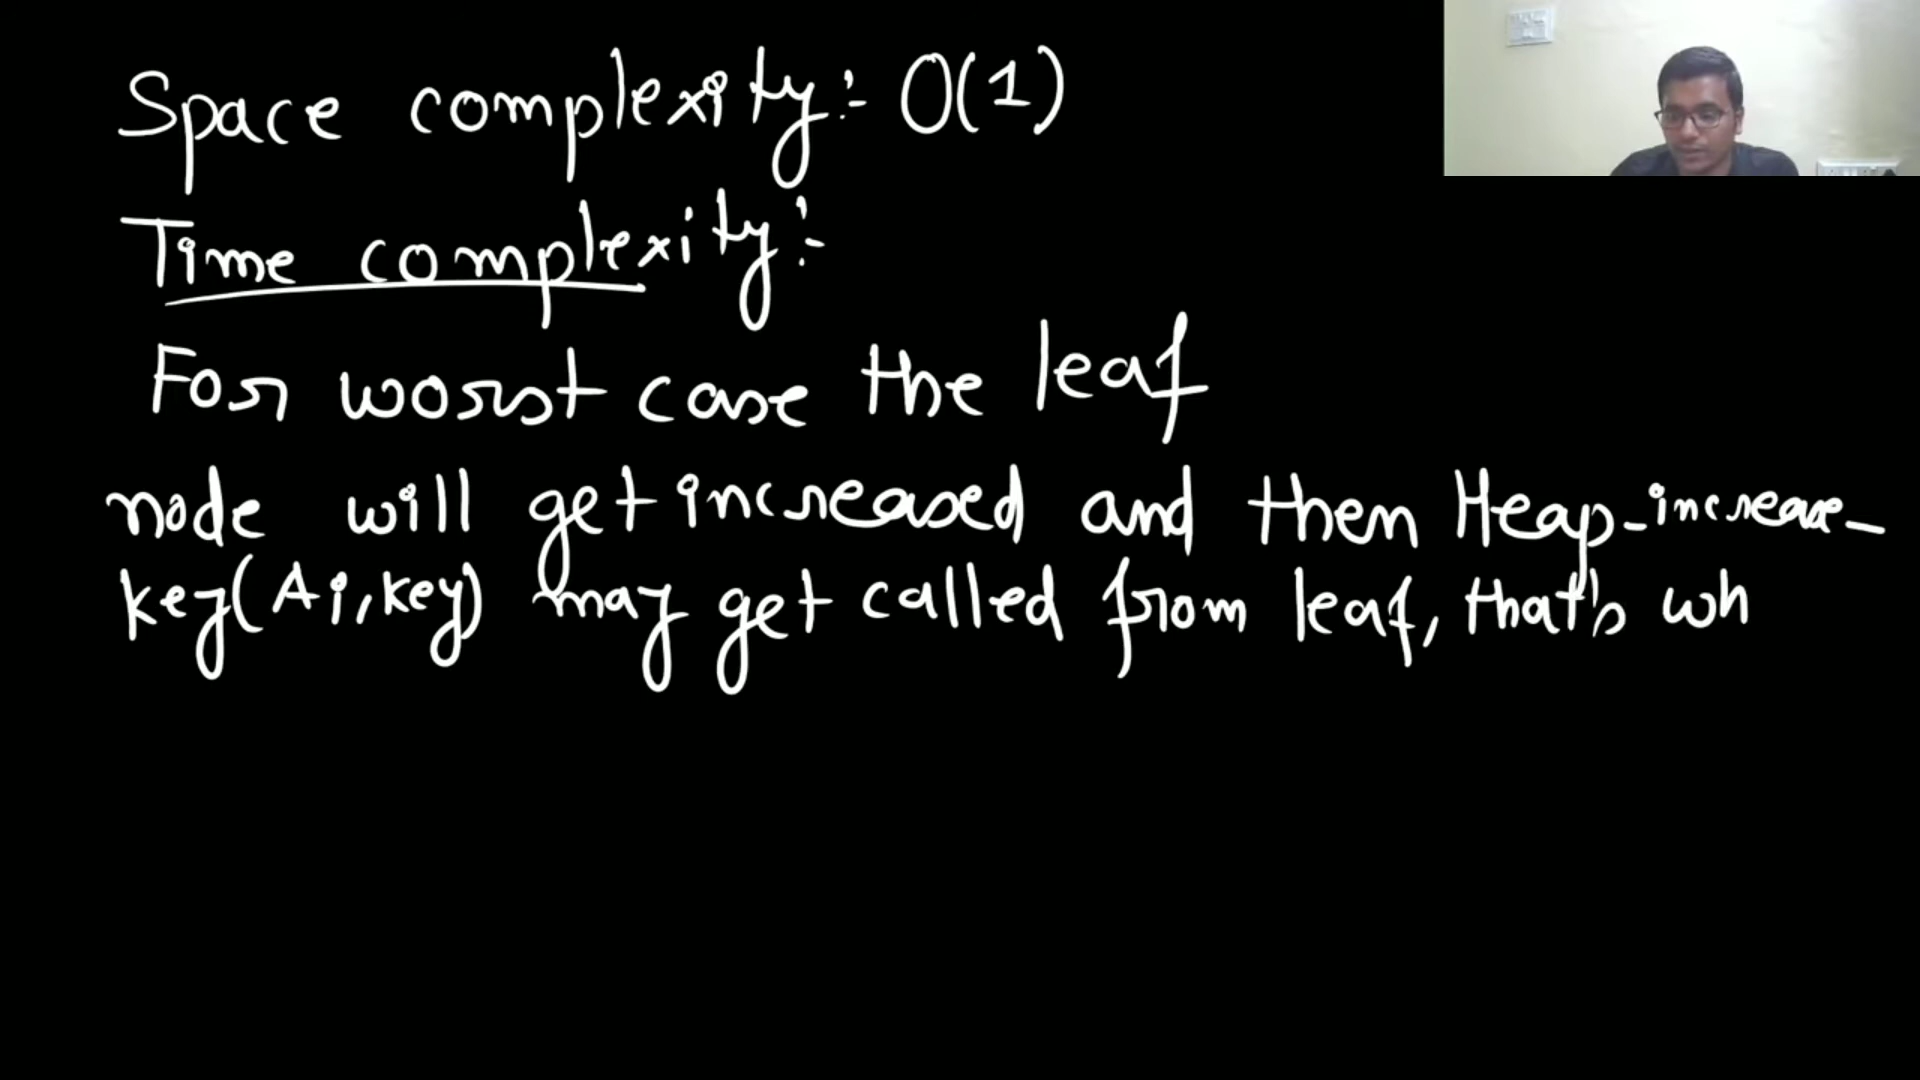 Space complexity:- O(1)
Time complexity:-
For worst case the leaf
node will get increased and then Heap-increase-
key(A i, key) may get called from leaf, that's wh